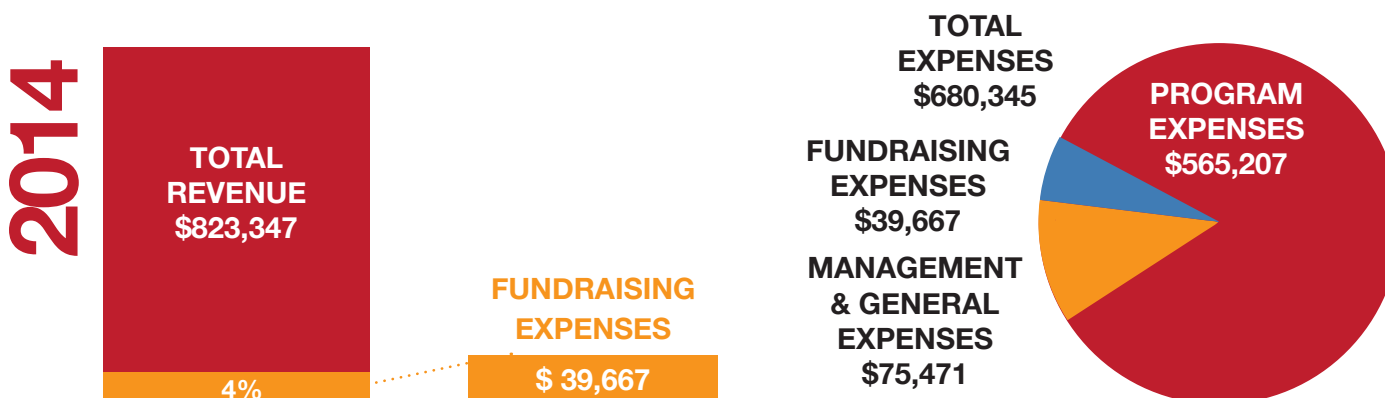 2014
TOTAL
REVENUE
$823,347
4%
FUNDRAISING
EXPENSES
$ 39,667
TOTAL
EXPENSES
$680,345
FUNDRAISING
EXPENSES
$39,667
MANAGEMENT
& GENERAL
EXPENSES
$75,471
PROGRAM
EXPENSES
$565,207